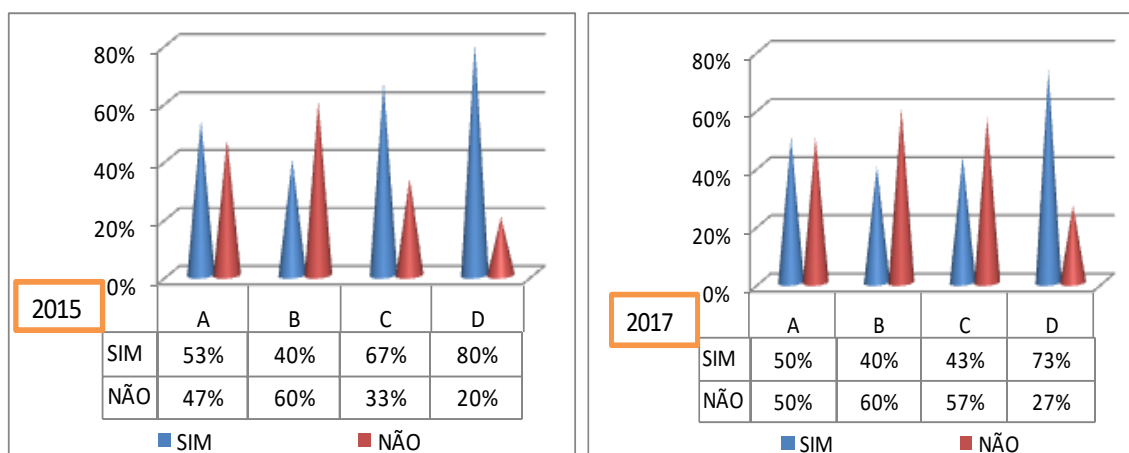 80%
60%
40%
20%
0%
2015
A B C D
SIM 53% 40% 67% 80%
NÃO 47% 60% 33% 20%
SIM NÃO
80%
60%
40%
20%
0%
2017
A B C D
SIM 50% 40% 43% 73%
NÃO 50% 60% 57% 27%
SIM NÃO